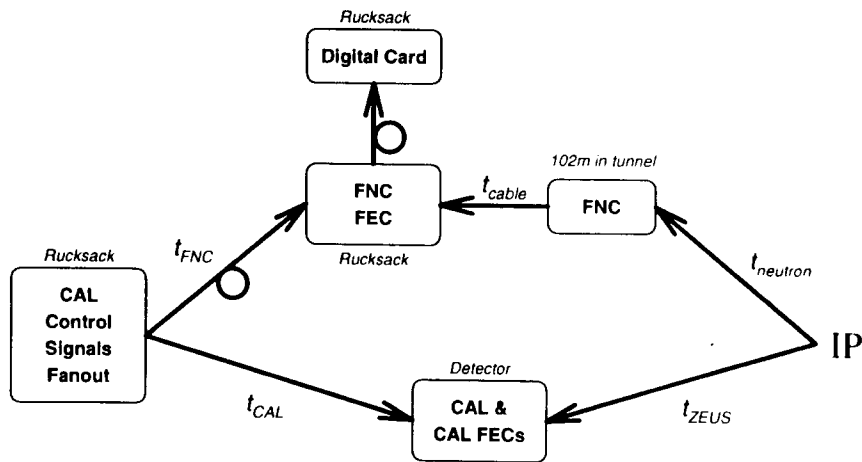 Rucksack
Digital Card
102m in tunnel
FNC
FEC
t_cable
FNC
Rucksack
t_FNC
Rucksack
t_neutron
CAL
Control
Signals
Fanout
IP
Detector
t_CAL
CAL &
CAL FECs
t_ZEUS